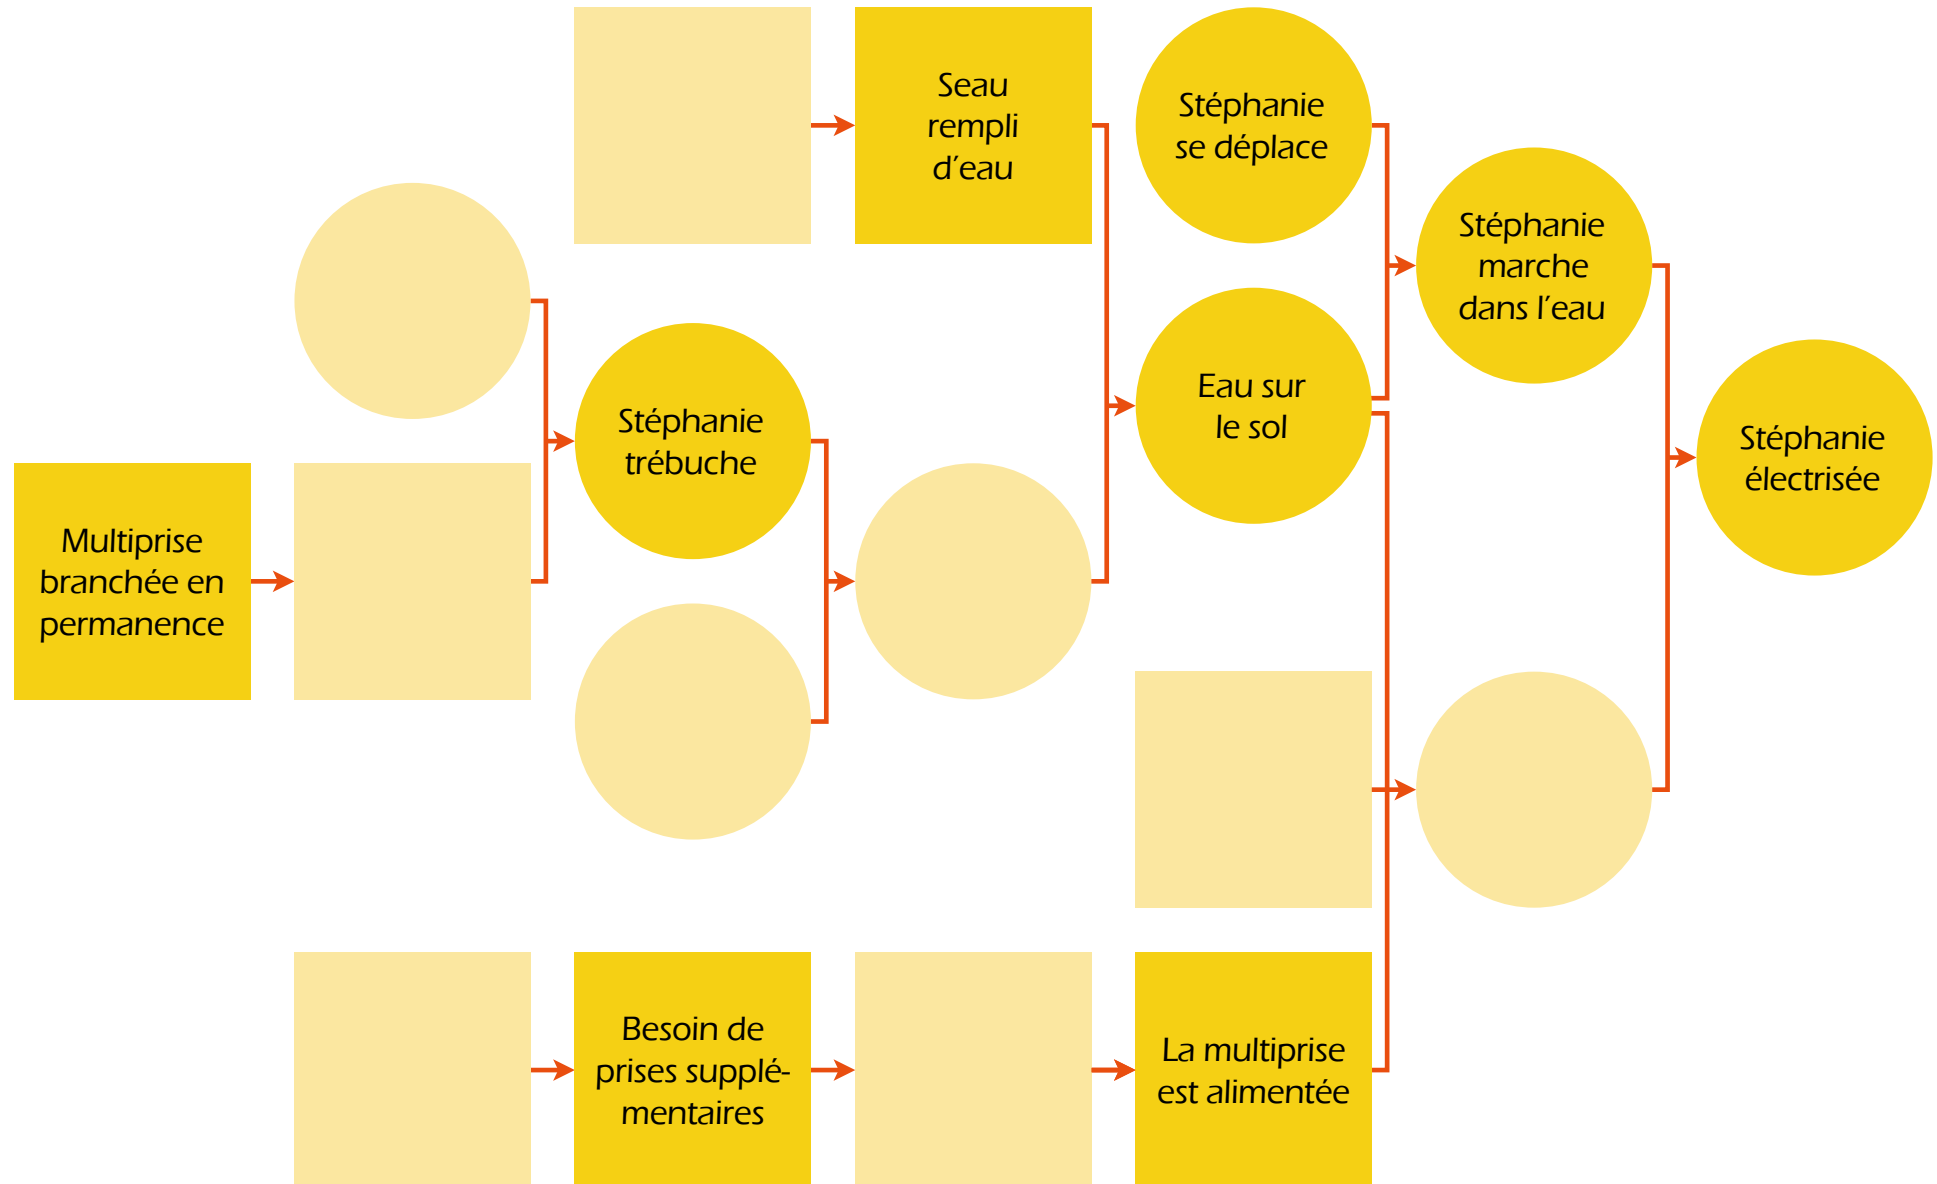 Seau
rempli
d’eau
Stéphanie
se déplace
Stéphanie
marche
dans l’eau
Stéphanie
trébuche
Eau sur
le sol
Stéphanie
électrisée
Multiprise
branchée en
permanence
Besoin de
prises supplé-
mentaires
La multiprise
est alimentée